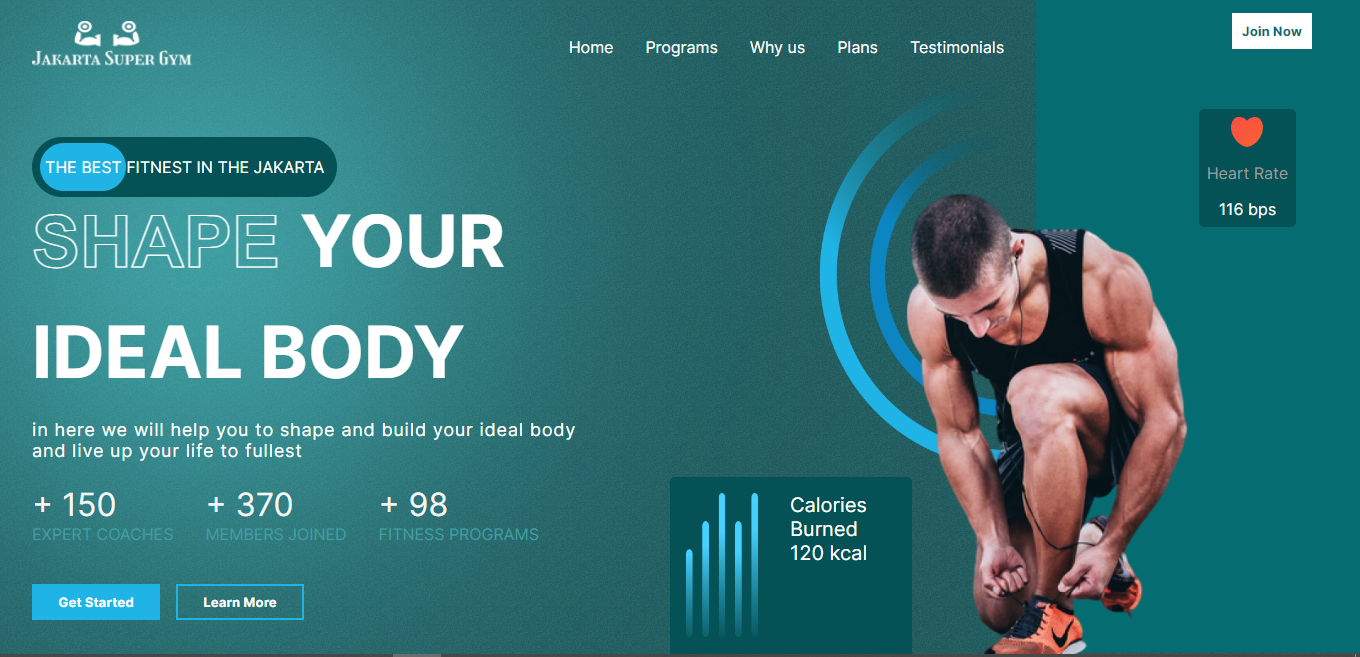 Jakarta Super Gym
Home Programs Why us Plans Testimonials
Join Now
Heart Rate
116 bps
THE BEST FITNEST IN THE JAKARTA
SHAPE YOUR
IDEAL BODY
in here we will help you to shape and build your ideal body
and live up your life to fullest
+ 150 + 370 + 98
EXPERT COACHES MEMBERS JOINED FITNESS PROGRAMS
Get Started Learn More
Calories
Burned
120 kcal